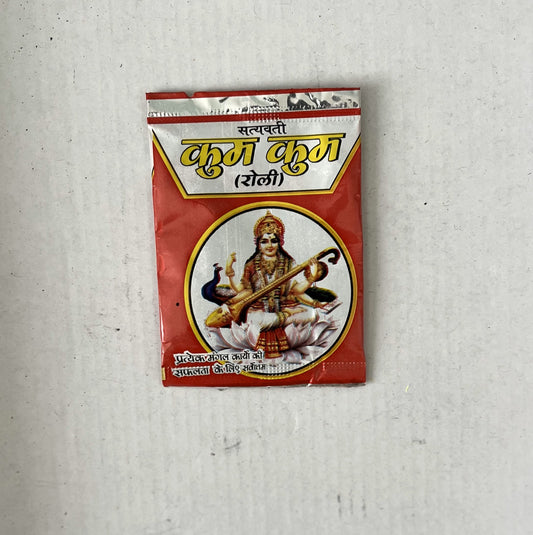 सत्यवती
कुम कुम
(रोली)
प्रत्येक मंगल कार्यो की
सफलता के लिए सर्वोत्तम